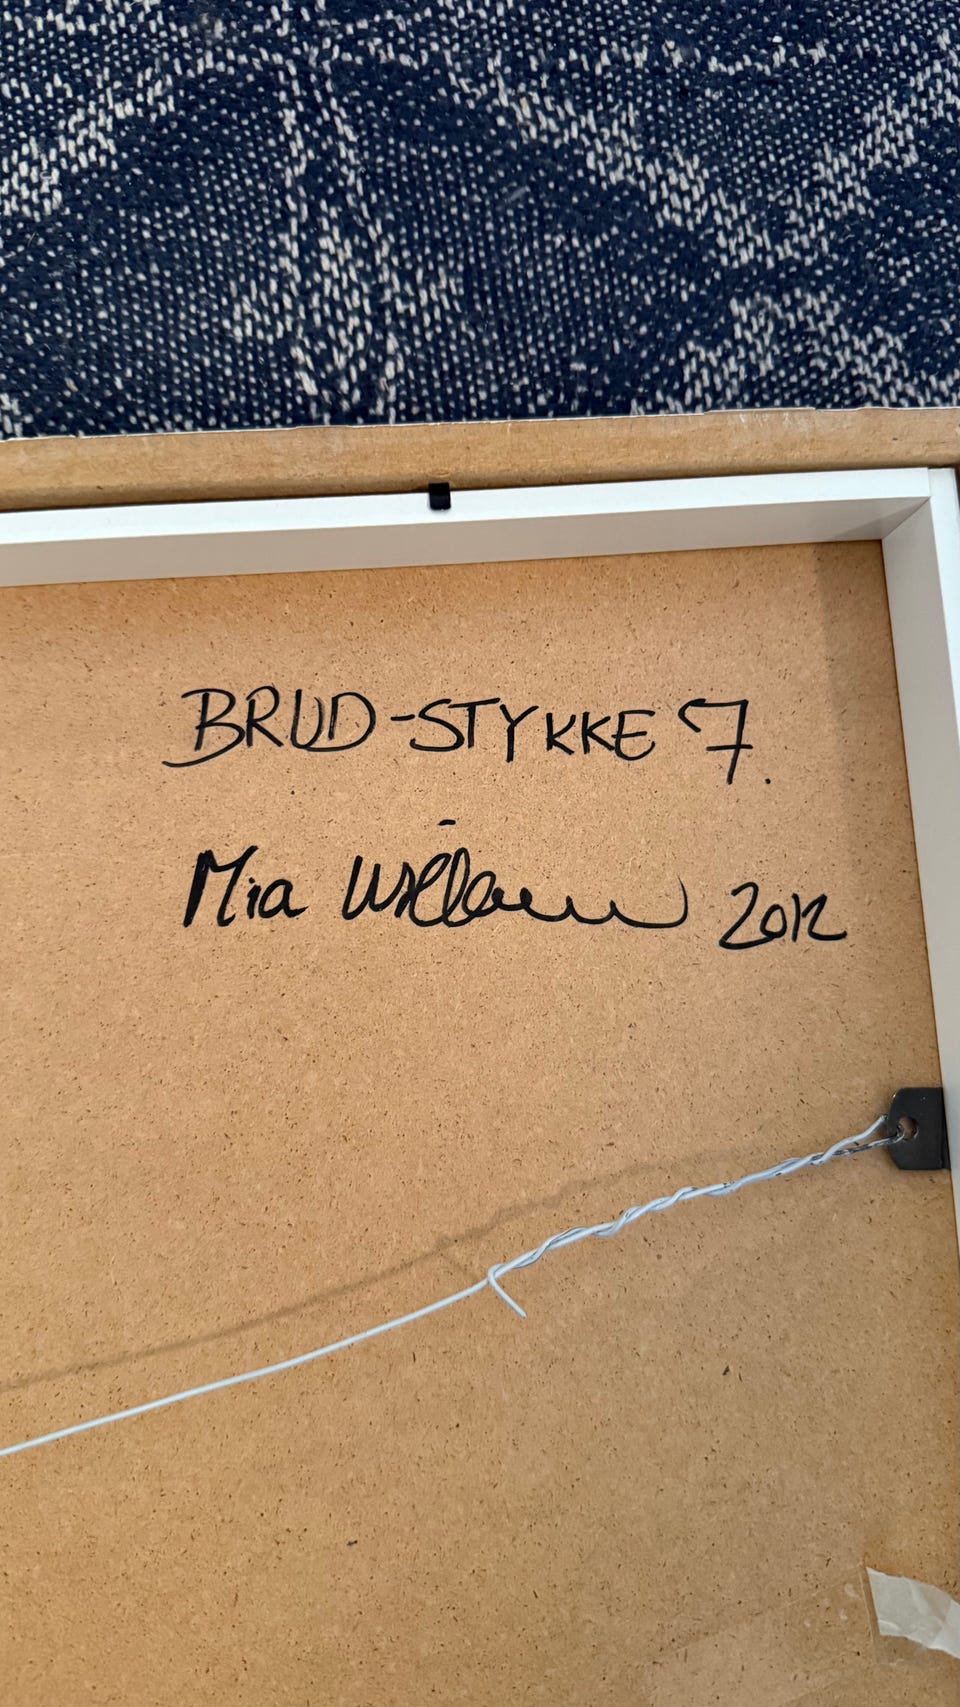 BRUD-STYKKE 7.
Mia 2012